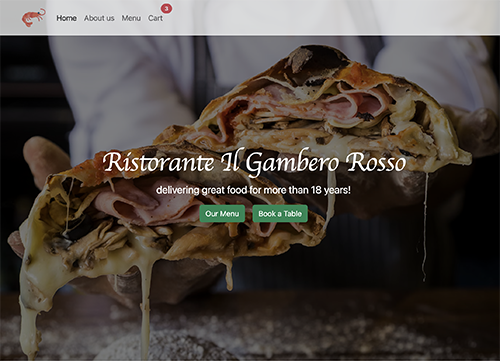 Home About us Menu Cart 3
Ristorante Il Gambero Rosso
delivering great food for more than 18 years!
Our Menu Book a Table